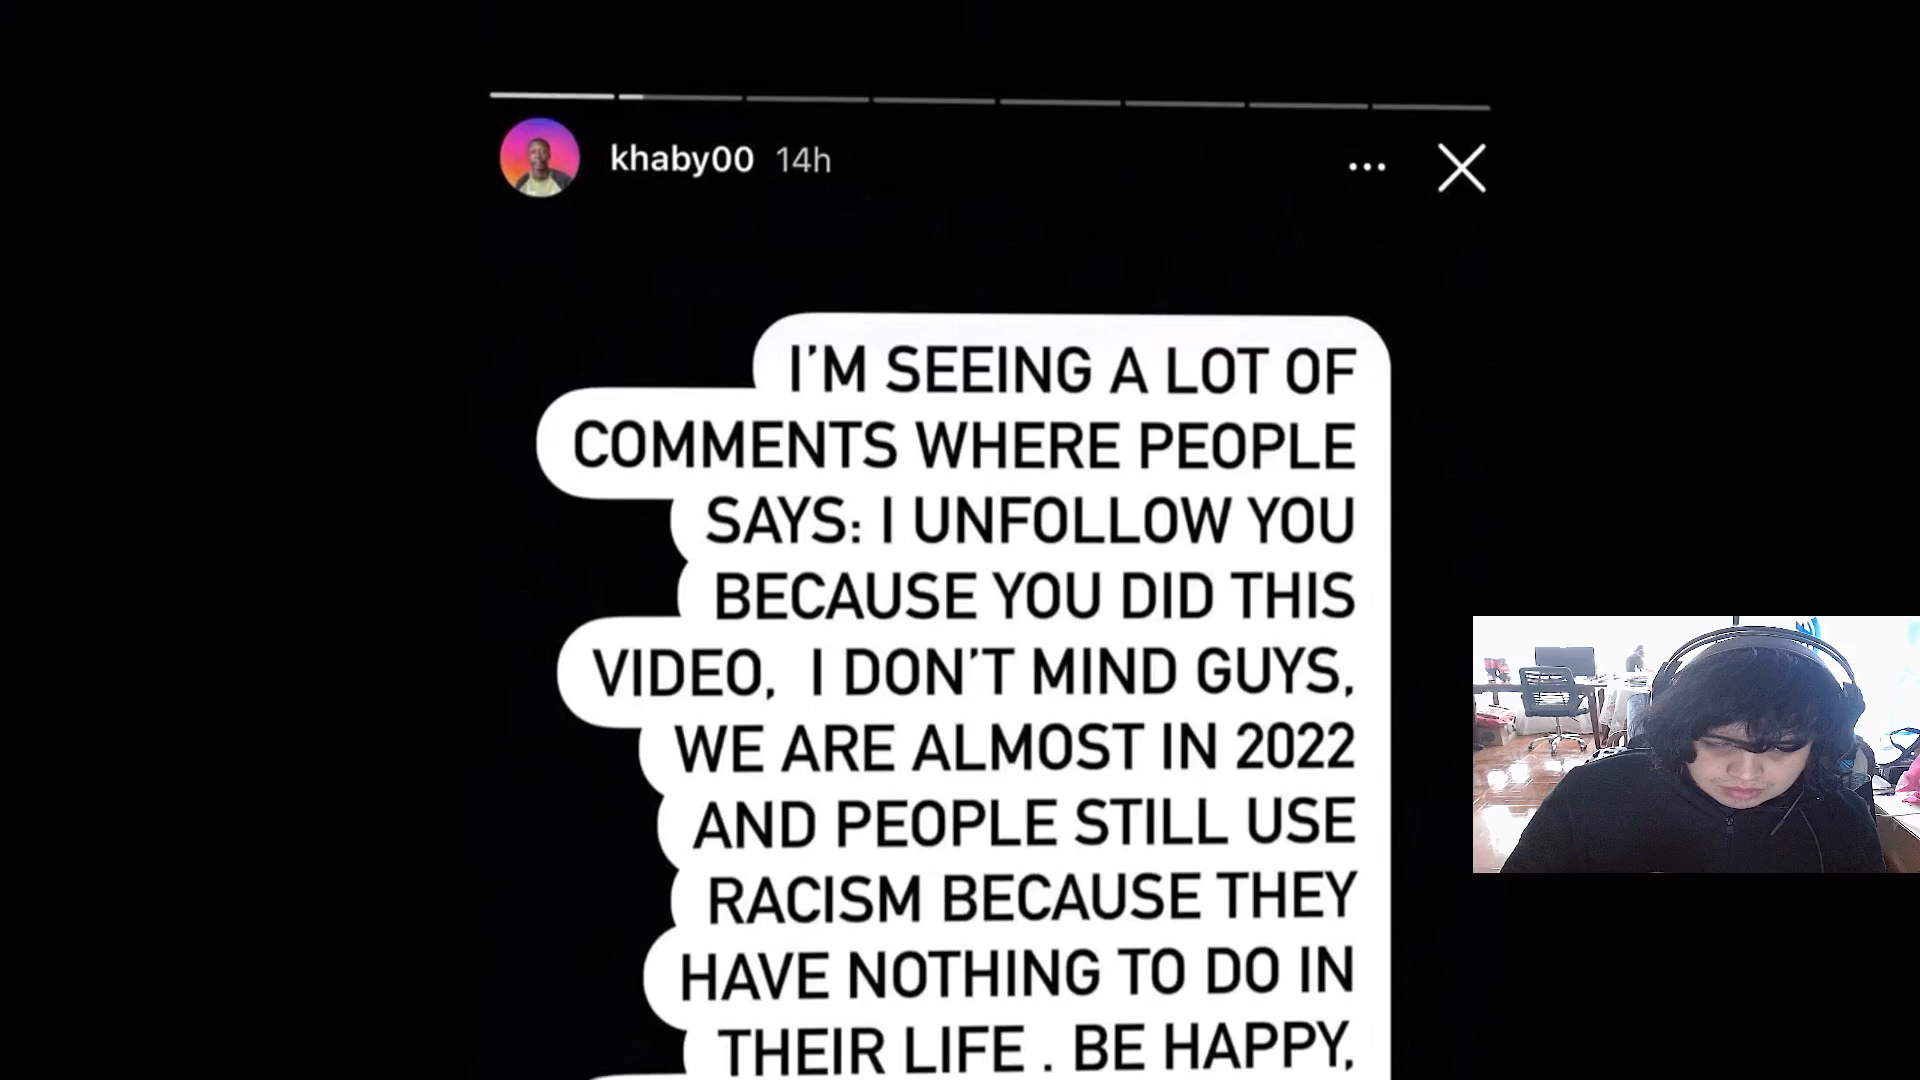 khaby00 14h
I'M SEEING A LOT OF
COMMENTS WHERE PEOPLE
SAYS: I UNFOLLOW YOU
BECAUSE YOU DID THIS
VIDEO, I DON'T MIND GUYS,
WE ARE ALMOST IN 2022
AND PEOPLE STILL USE
RACISM BECAUSE THEY
HAVE NOTHING TO DO IN
THEIR LIFE . BE HAPPY,